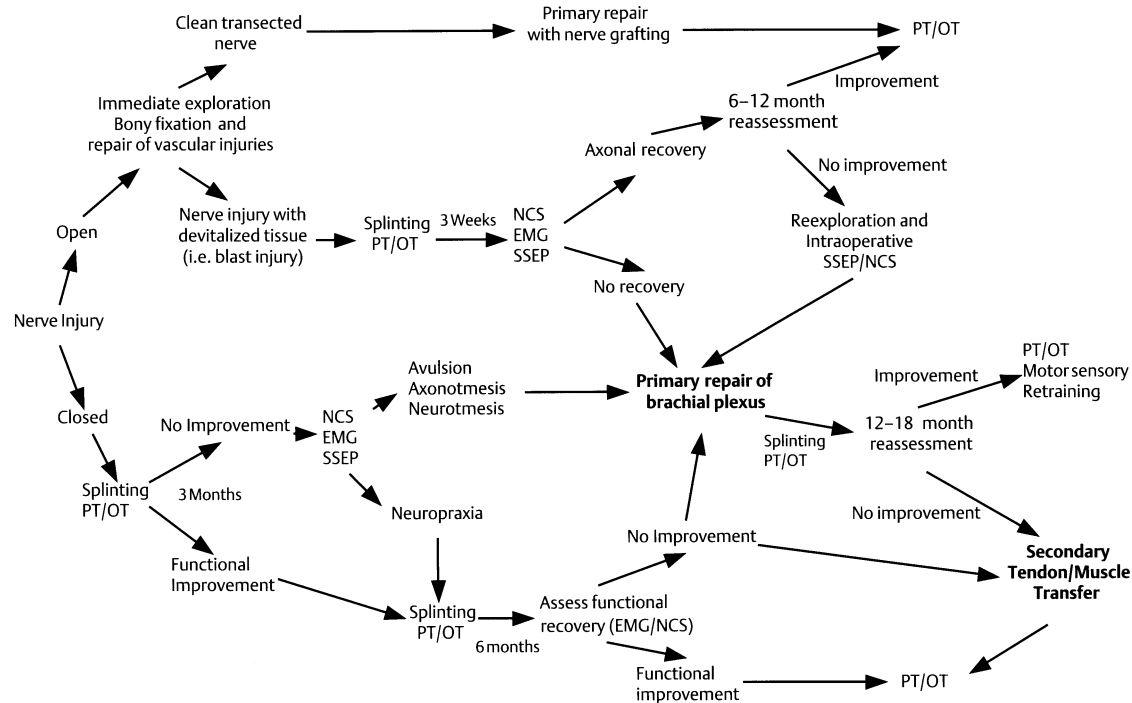 Clean transected
nerve
Primary repair
with nerve grafting
PT/OT
Immediate exploration
Bony fixation and
repair of vascular injuries
Improvement
6–12 month
reassessment
Axonal recovery
No improvement
Open
Nerve injury with
devitalized tissue
(i.e. blast injury)
Splinting
PT/OT
3 Weeks
NCS
EMG
SSEP
Reexploration and
Intraoperative
SSEP/NCS
No recovery
Nerve Injury
Closed
No Improvement
NCS
EMG
SSEP
Avulsion
Axonotmesis
Neurotmesis
Primary repair of
brachial plexus
Improvement
PT/OT
Motor sensory
Retraining
Splinting
PT/OT
12–18 month
reassessment
Splinting
PT/OT
3 Months
Neuropraxia
No improvement
No Improvement
Functional
Improvement
Secondary
Tendon/Muscle
Transfer
Splinting
PT/OT
6 months
Assess functional
recovery (EMG/NCS)
Functional
improvement
PT/OT